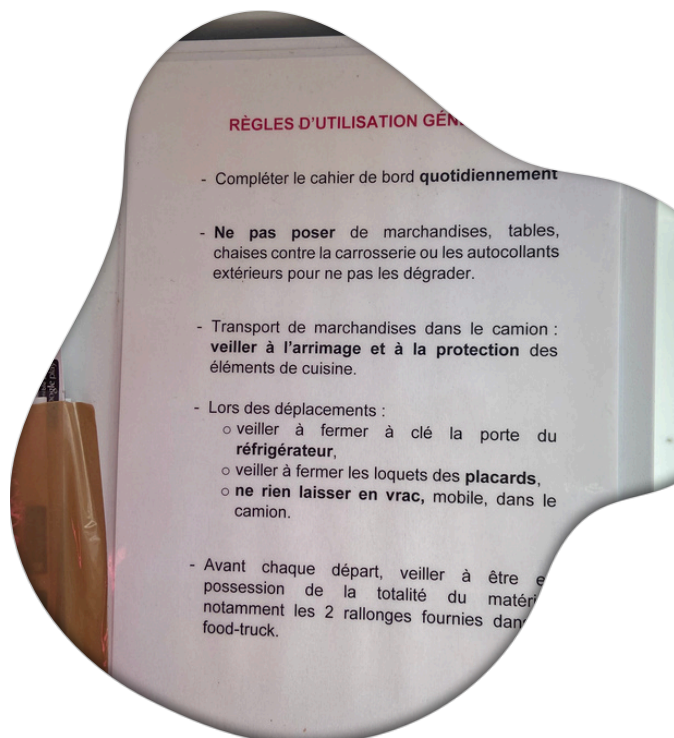 RÈGLES D'UTILISATION
- Compléter le cahier de bord quotidiennement
- Ne pas poser de marchandises, tables,
chaises contre la carrosserie ou les autocollants
extérieurs pour ne pas les dégrader.
- Transport de marchandises dans le camion :
veiller à l'arrimage et à la protection des
éléments de cuisine.
- Lors des déplacements :
○ veiller à fermer à clé la porte du
réfrigérateur,
○ veiller à fermer les loquets des placards,
○ ne rien laisser en vrac, mobile, dans le
camion.
- Avant chaque départ, veiller à être
possession de la totalité du
notamment les 2 rallonges fournies
food-truck.